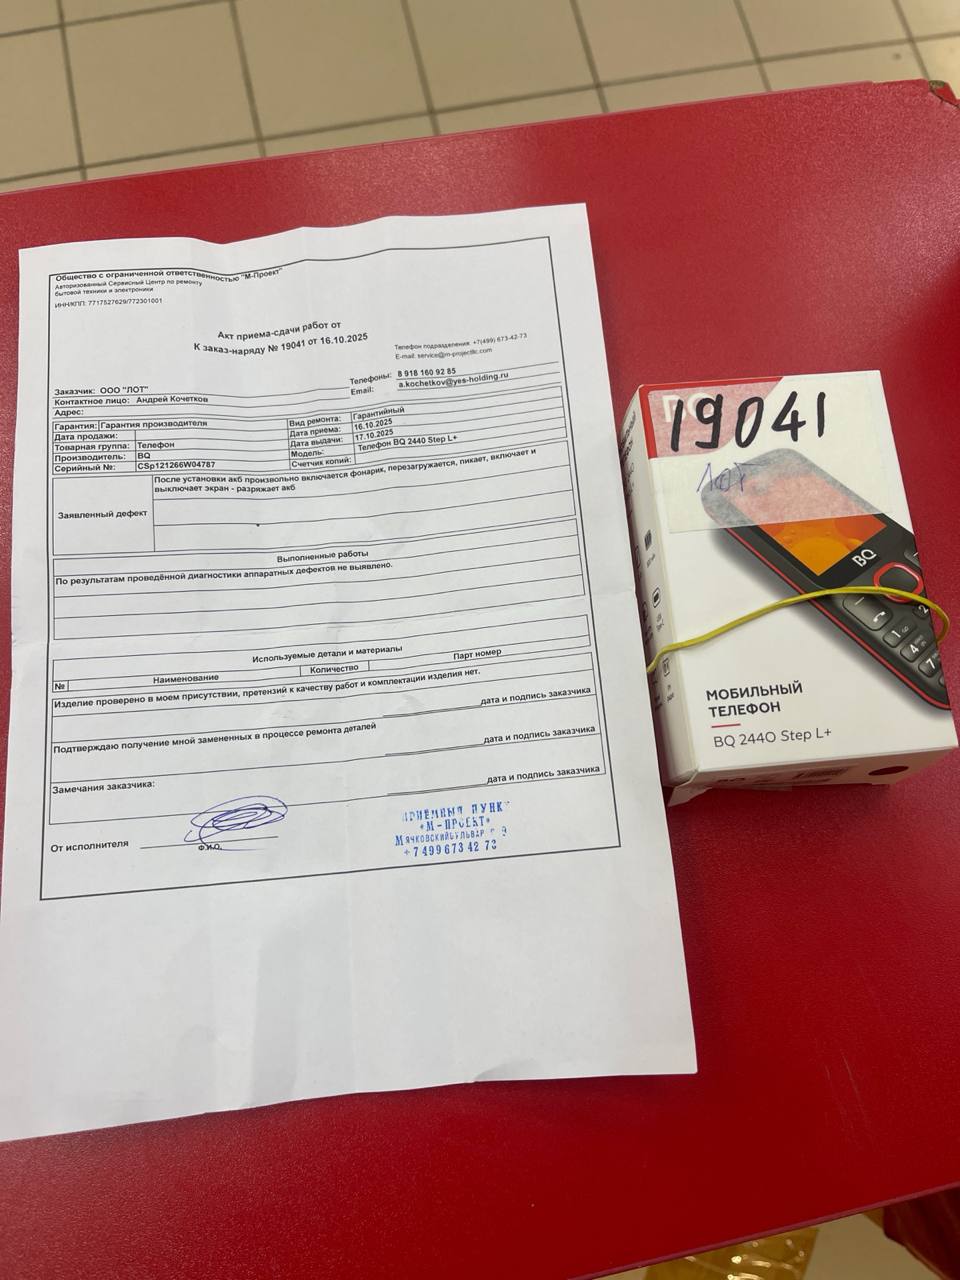 Общество с ограниченной ответственностью "М-Проект"
Авторизованный Сервисный Центр по ремонту
бытовой техники и электроники
ИНН/КПП: 7717527629/772301001
Акт приема-сдачи работ от
К заказ-наряду № 19041 от 16.10.2025
Телефон подразделения: +7(499) 673-42-73
E-mail: service@m-projectllc.com
Заказчик: ООО "ЛОТ"
Телефоны: 8 918 160 92 85
Контактное лицо: Андрей Кочетков
Email: a.kochetkov@yes-holding.ru
Адрес:
Гарантия: Гарантия производителя
Вид ремонта: Гарантийный
Дата продажи:
Дата приема: 16.10.2025
Товарная группа: Телефон
Дата выдачи: 17.10.2025
Производитель: BQ
Модель: Телефон BQ 2440 Step L+
Серийный №: CSp121266W04787
Счетчик копий:
Заявленный дефект
После установки акб произвольно включается фонарик, перезагружается, пикает, включает и
выключает экран - разряжает акб
Выполненные работы
По результатам проведённой диагностики аппаратных дефектов не выявлено.
Используемые детали и материалы
№ Наименование Количество Парт номер
Изделие проверено в моем присутствии, претензий к качеству работ и комплектации изделия нет.
дата и подпись заказчика
Подтверждаю получение мной замененных в процессе ремонта деталей
дата и подпись заказчика
Замечания заказчика:
дата и подпись заказчика
От исполнителя
Ф.И.О.
ПРИЕМНЫЙ ПУНКТ
«М-ПРОЕКТ»
МЯЧКОВСКИЙ БУЛЬВАР
+7 499 673 42 73
19041
ЛОТ
BQ
МОБИЛЬНЫЙ
ТЕЛЕФОН
BQ 2440 Step L+